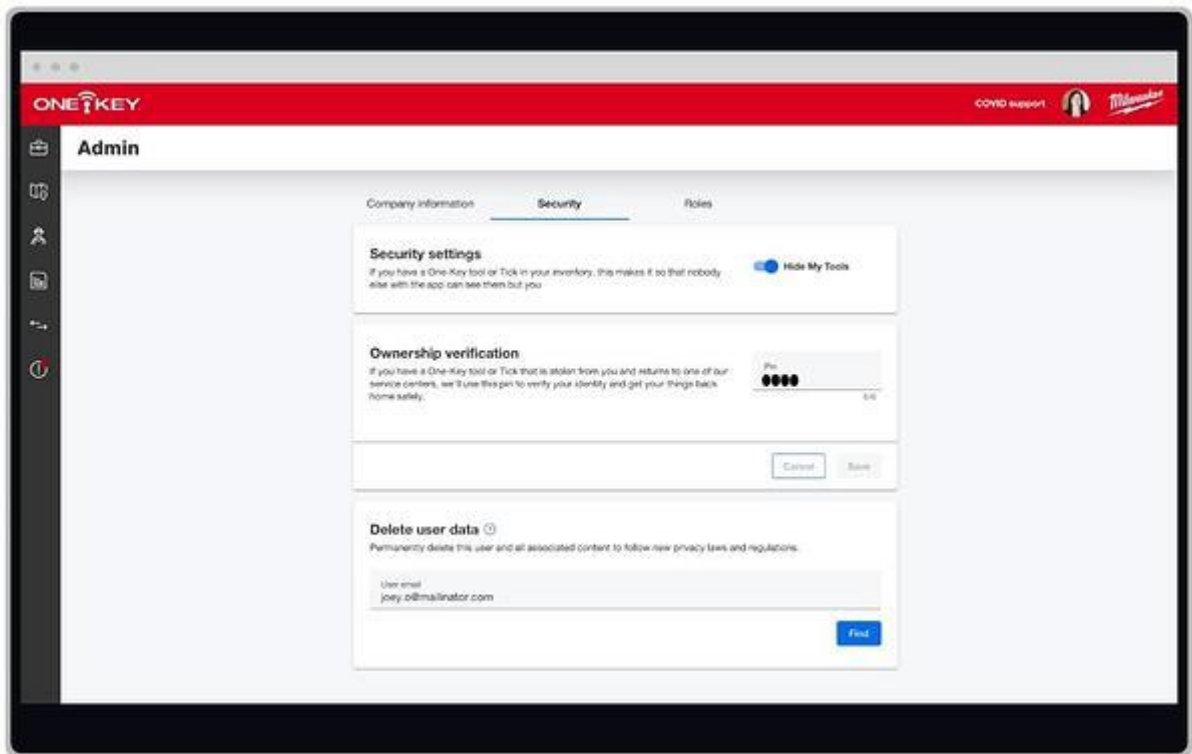 ONE KEY
COVID support
Milwaukee
Admin
Company information
Security
Roles
Security settings
If you have a One-Key tool or Tick in your inventory, this makes it so that nobody
else with the app can see them but you
Hide My Tools
Ownership verification
If you have a One-Key tool or Tick that is stolen from you and returns to one of our
service centers, we'll use this pin to verify your identity and get your things back
home safely.
Pin
Cancel
Save
Delete user data
Permanently delete this user and all associated content to follow new privacy laws and regulations.
User email
joey.o@mailinator.com
Find